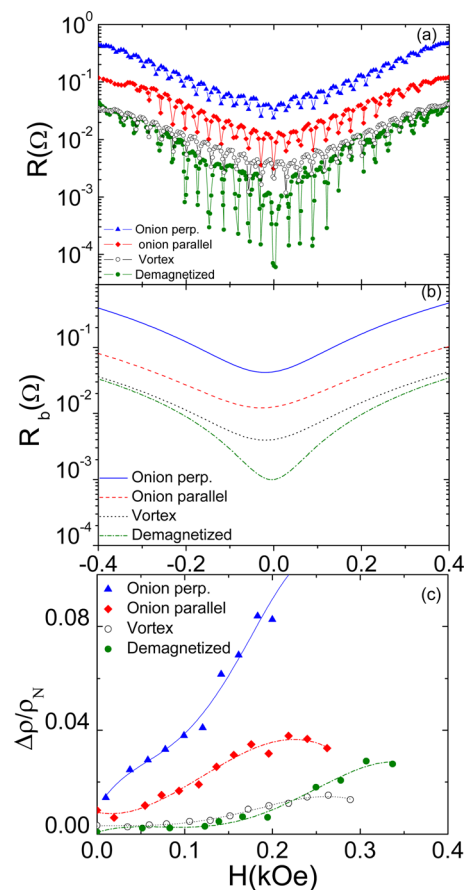 (a)
10^0
10^-1
10^-2
10^-3
10^-4
R(Ω)
Onion perp.
onion parallel
Vortex
Demagnetized
(b)
10^-1
10^-2
10^-3
10^-4
R_b(Ω)
Onion perp.
Onion parallel
Vortex
Demagnetized
-0.4 -0.2 0.0 0.2 0.4
(c)
Onion perp.
Onion parallel
Vortex
Demagnetized
0.08
0.04
0.00
Δρ/ρ_N
0.0 0.1 0.2 0.3 0.4
H(kOe)